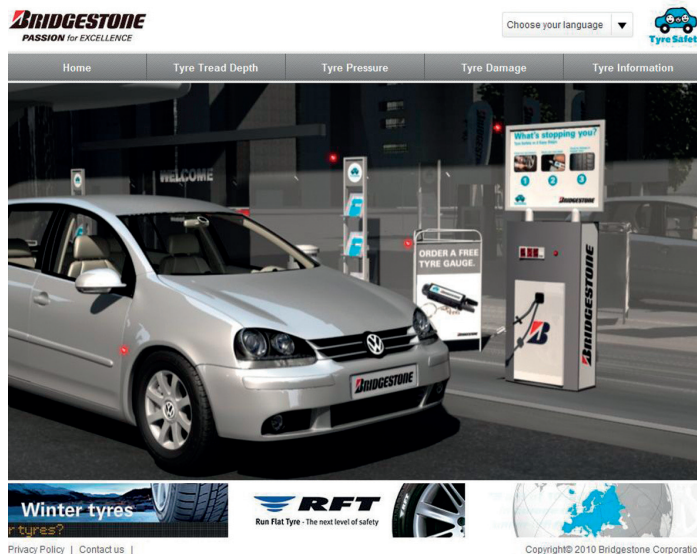 BRIDGESTONE
PASSION for EXCELLENCE
Choose your language
Tyre Safet
Home
Tyre Tread Depth
Tyre Pressure
Tyre Damage
Tyre Information
What's stopping you?
1 2 3
BRIDGESTONE
WELCOME
ORDER A FREE
TYRE GAUGE.
BRIDGESTONE
BRIDGESTONE
Winter tyres
r tyres?
RFT
Run Flat Tyre - The next level of safety
Privacy Policy | Contact us |
Copyright© 2010 Bridgestone Corporatio